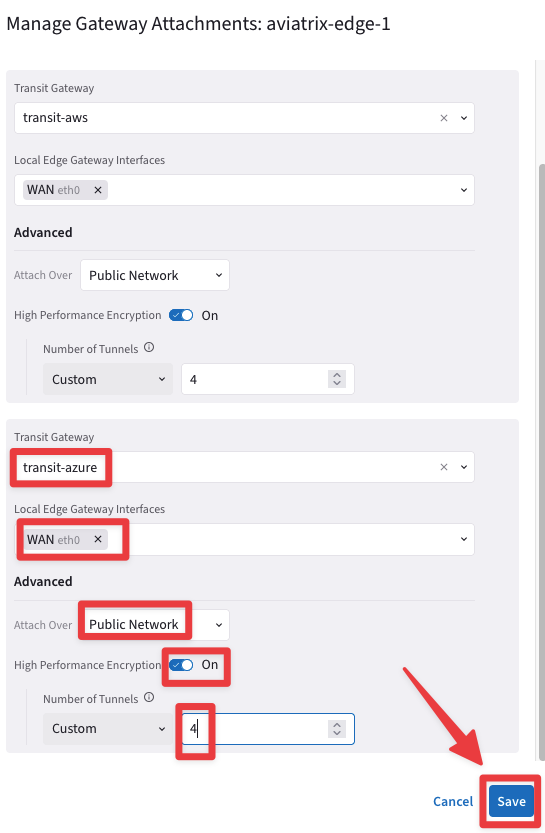 Manage Gateway Attachments: aviatrix-edge-1
Transit Gateway
transit-aws
Local Edge Gateway Interfaces
WAN eth0
Advanced
Attach Over Public Network
High Performance Encryption On
Number of Tunnels
Custom 4
Transit Gateway
transit-azure
Local Edge Gateway Interfaces
WAN eth0
Advanced
Attach Over Public Network
High Performance Encryption On
Number of Tunnels
Custom 4
Cancel Save